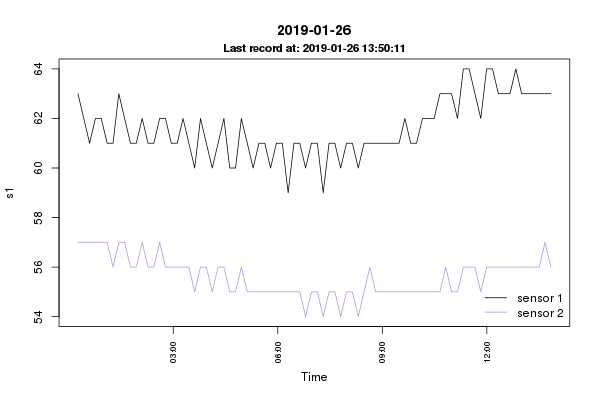 2019-01-26
Last record at: 2019-01-26 13:50:11
64
62
60
58
56
54
s1
sensor 1
sensor 2
03:00
06:00
09:00
12:00
Time